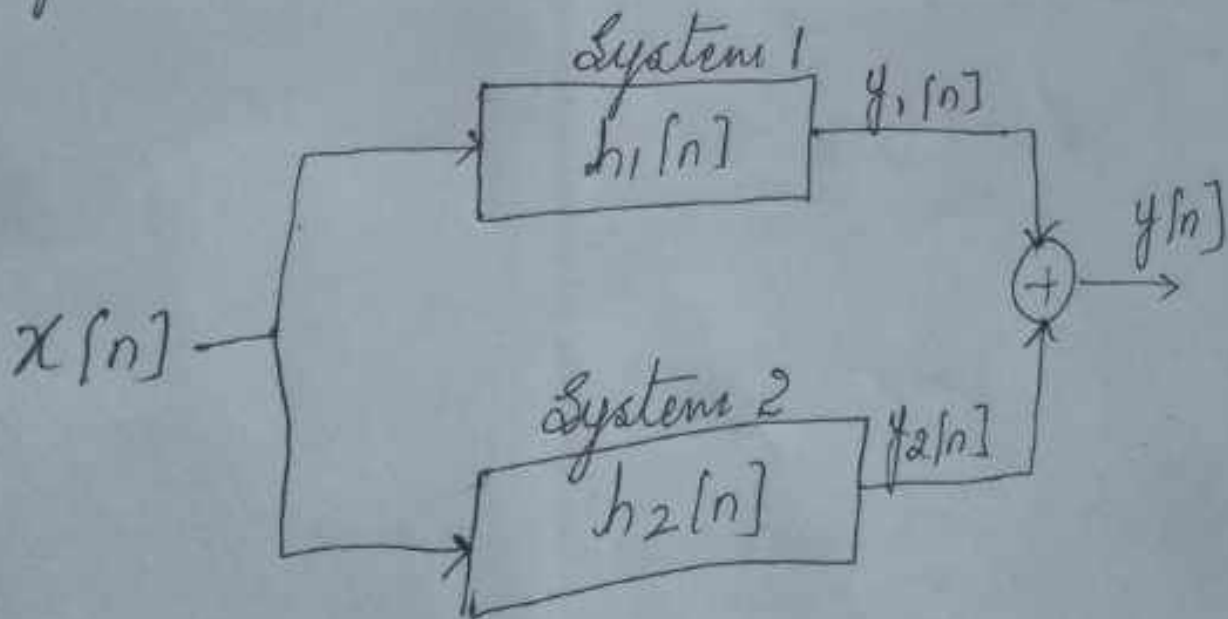 System 1
h1[n]
y1[n]
y[n]
x[n]
+
System 2
h2[n]
y2[n]